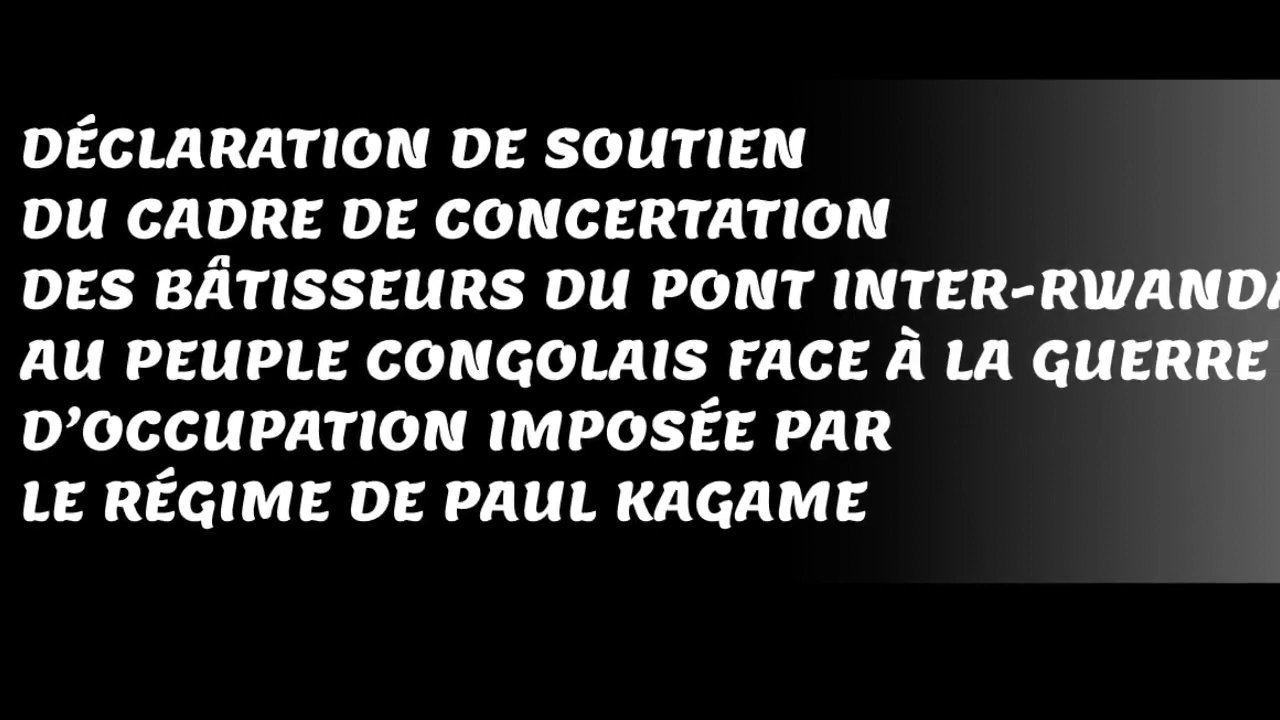 DÉCLARATION DE SOUTIEN
DU CADRE DE CONCERTATION
DES BÂTISSEURS DU PONT INTER-RWANDA
AU PEUPLE CONGOLAIS FACE À LA GUERRE
D’OCCUPATION IMPOSÉE PAR
LE RÉGIME DE PAUL KAGAME